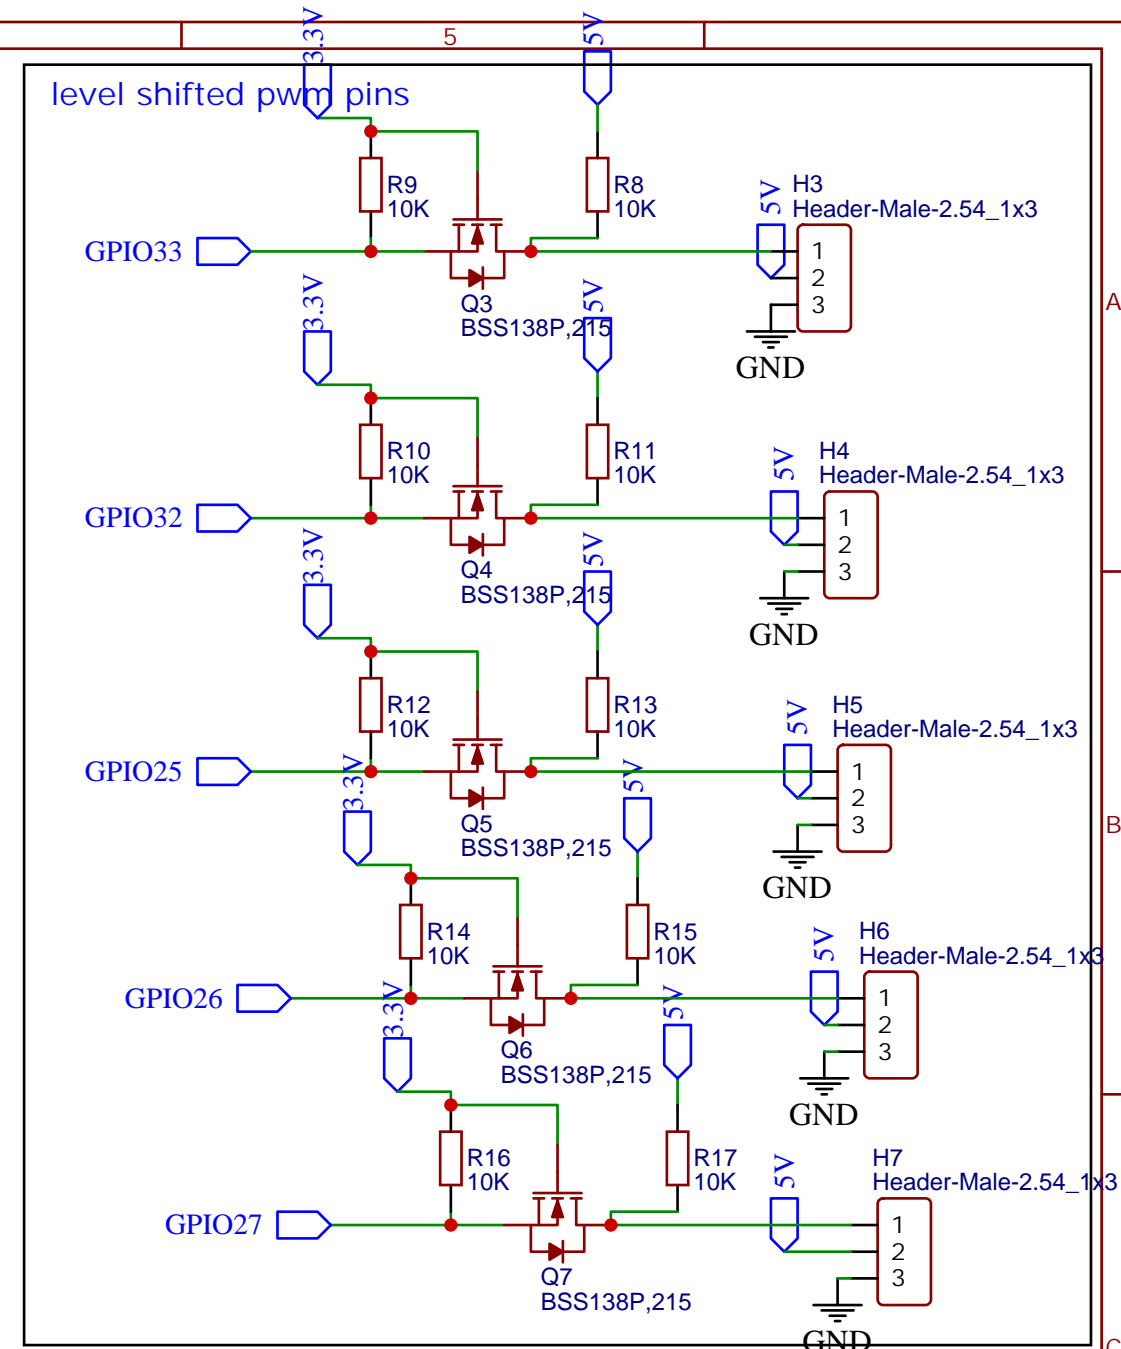 5
3.3V
5V
level shifted pwm pins
R9
10K
R8
10K
5V
H3
Header-Male-2.54_1x3
GPIO33
1
2
3
Q3
BSS138P,215
GND
A
3.3V
5V
R10
10K
R11
10K
5V
H4
Header-Male-2.54_1x3
GPIO32
1
2
3
Q4
BSS138P,215
GND
3.3V
5V
R12
10K
R13
10K
5V
H5
Header-Male-2.54_1x3
GPIO25
1
2
3
Q5
BSS138P,215
GND
B
3.3V
5V
R14
10K
R15
10K
5V
H6
Header-Male-2.54_1x3
GPIO26
1
2
3
Q6
BSS138P,215
GND
3.3V
5V
R16
10K
R17
10K
5V
H7
Header-Male-2.54_1x3
GPIO27
1
2
3
Q7
BSS138P,215
GND
C